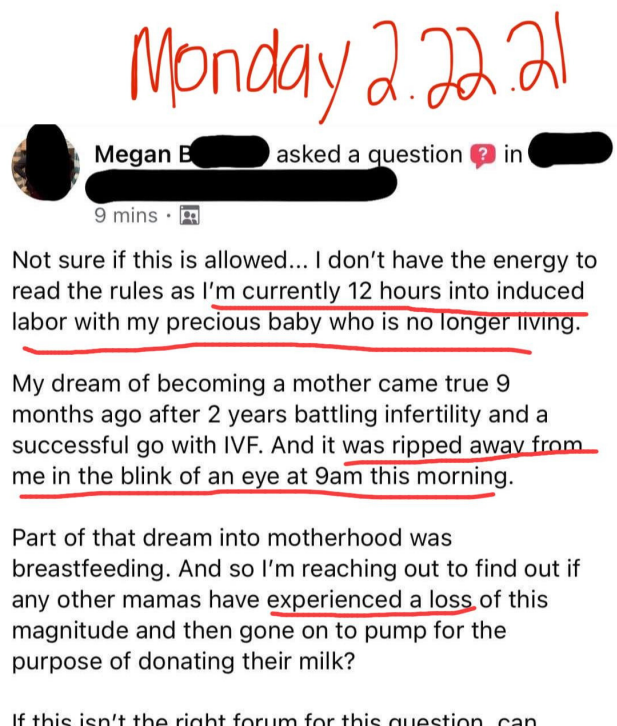 Monday 2.22.21
Megan B asked a question in
9 mins ·
Not sure if this is allowed... I don't have the energy to
read the rules as I'm currently 12 hours into induced
labor with my precious baby who is no longer living.
My dream of becoming a mother came true 9
months ago after 2 years battling infertility and a
successful go with IVF. And it was ripped away from
me in the blink of an eye at 9am this morning.
Part of that dream into motherhood was
breastfeeding. And so I'm reaching out to find out if
any other mamas have experienced a loss of this
magnitude and then gone on to pump for the
purpose of donating their milk?
If this isn't the right forum for this question, can